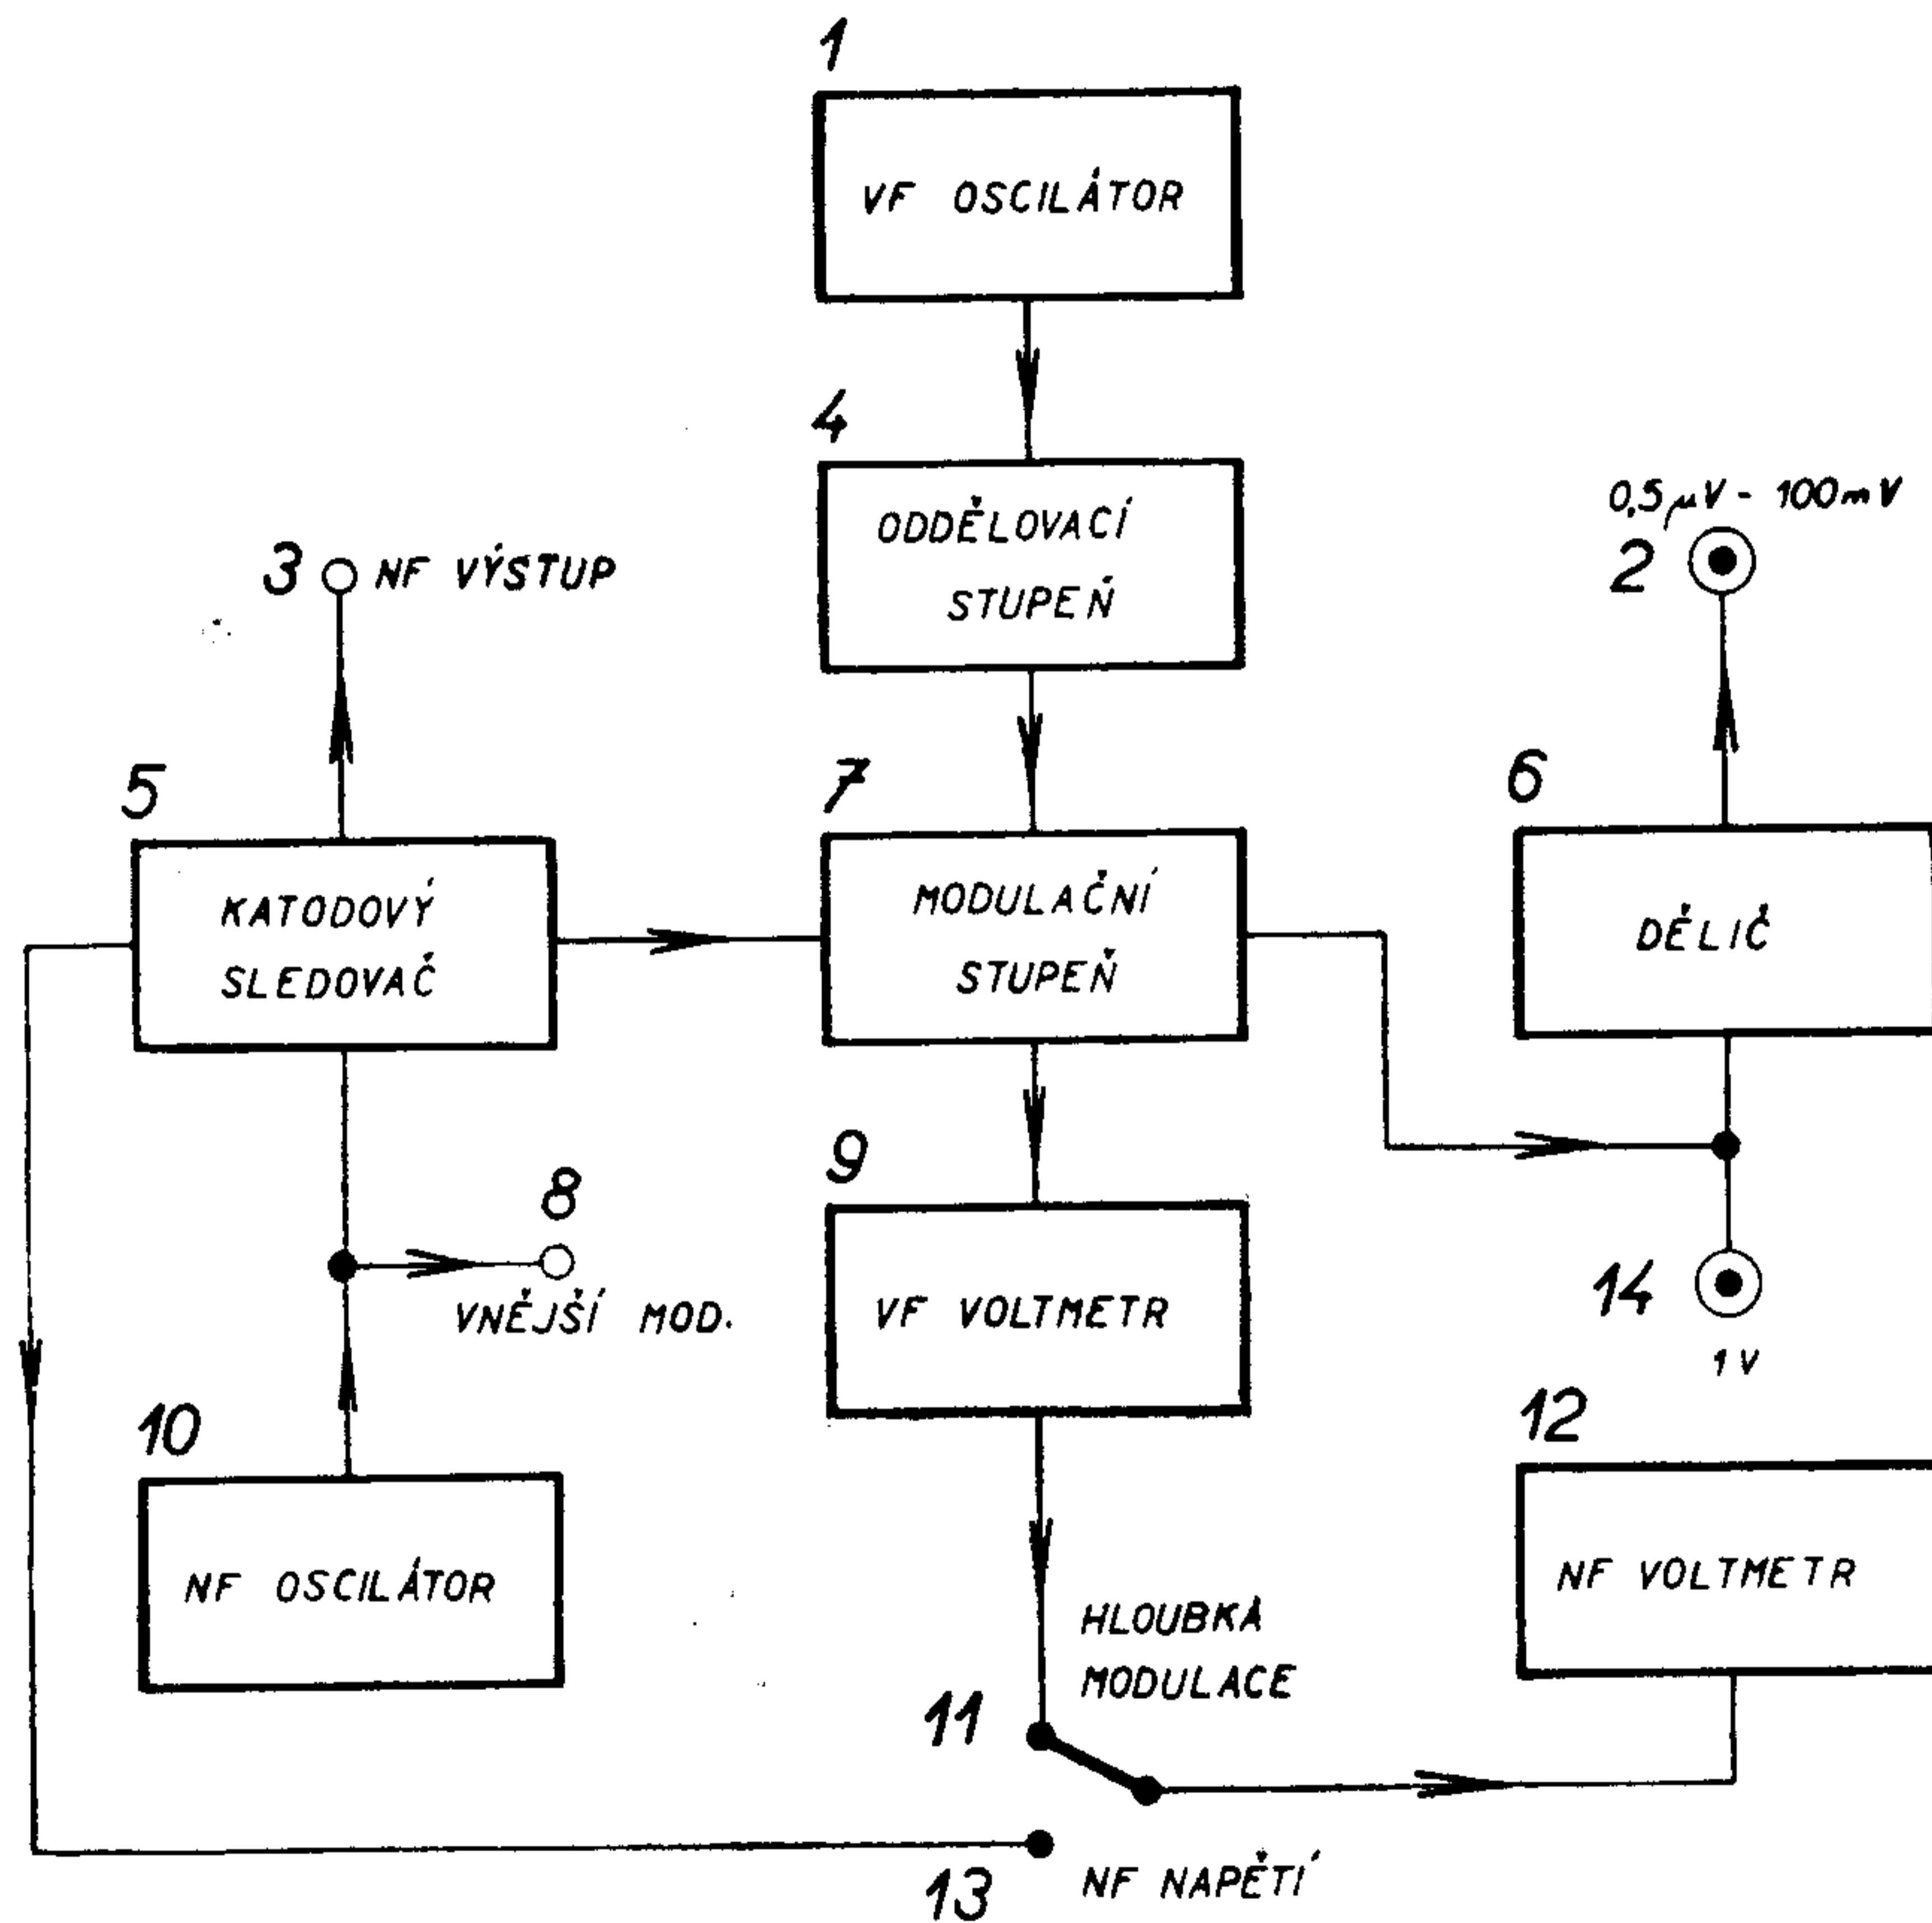 1
VF OSCILÁTOR
4
ODDĚLOVACÍ
STUPEŇ
0,5μV - 100mV
2
3 NF VÝSTUP
5
KATODOVÝ
SLEDOVAČ
7
MODULAČNÍ
STUPEŇ
6
DĚLIČ
8
VNĚJŠÍ MOD.
9
VF VOLTMETR
14
1V
10
NF OSCILÁTOR
12
NF VOLTMETR
HLOUBKA
MODULACE
11
13
NF NAPĚTÍ